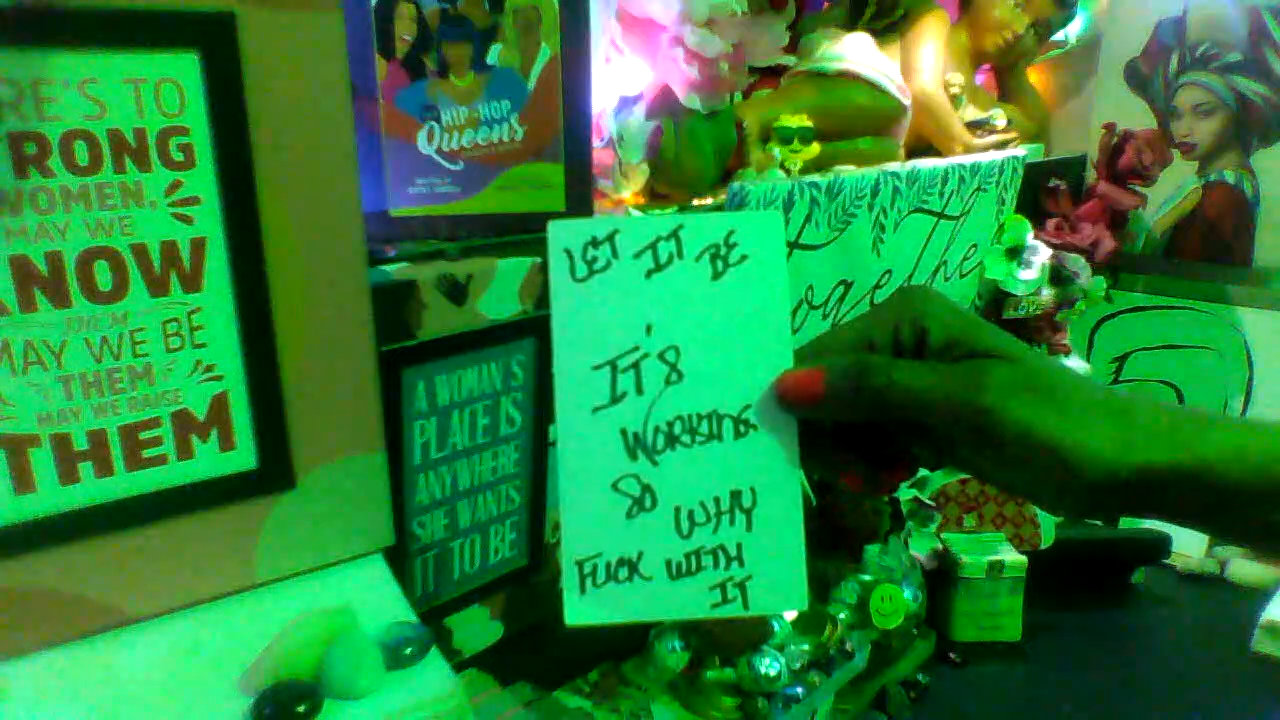 RE'S TO
RONG
WOMEN.
MAY WE
KNOW
THEM
MAY WE BE
THEM
MAY WE RAISE
THEM
HIP-HOP
Queens
A WOMAN'S
PLACE IS
ANYWHERE
SHE WANTS
IT TO BE
LET IT BE
IT'S
WORKING.
SO WHY
FUCK WITH
IT
Together
LOVE